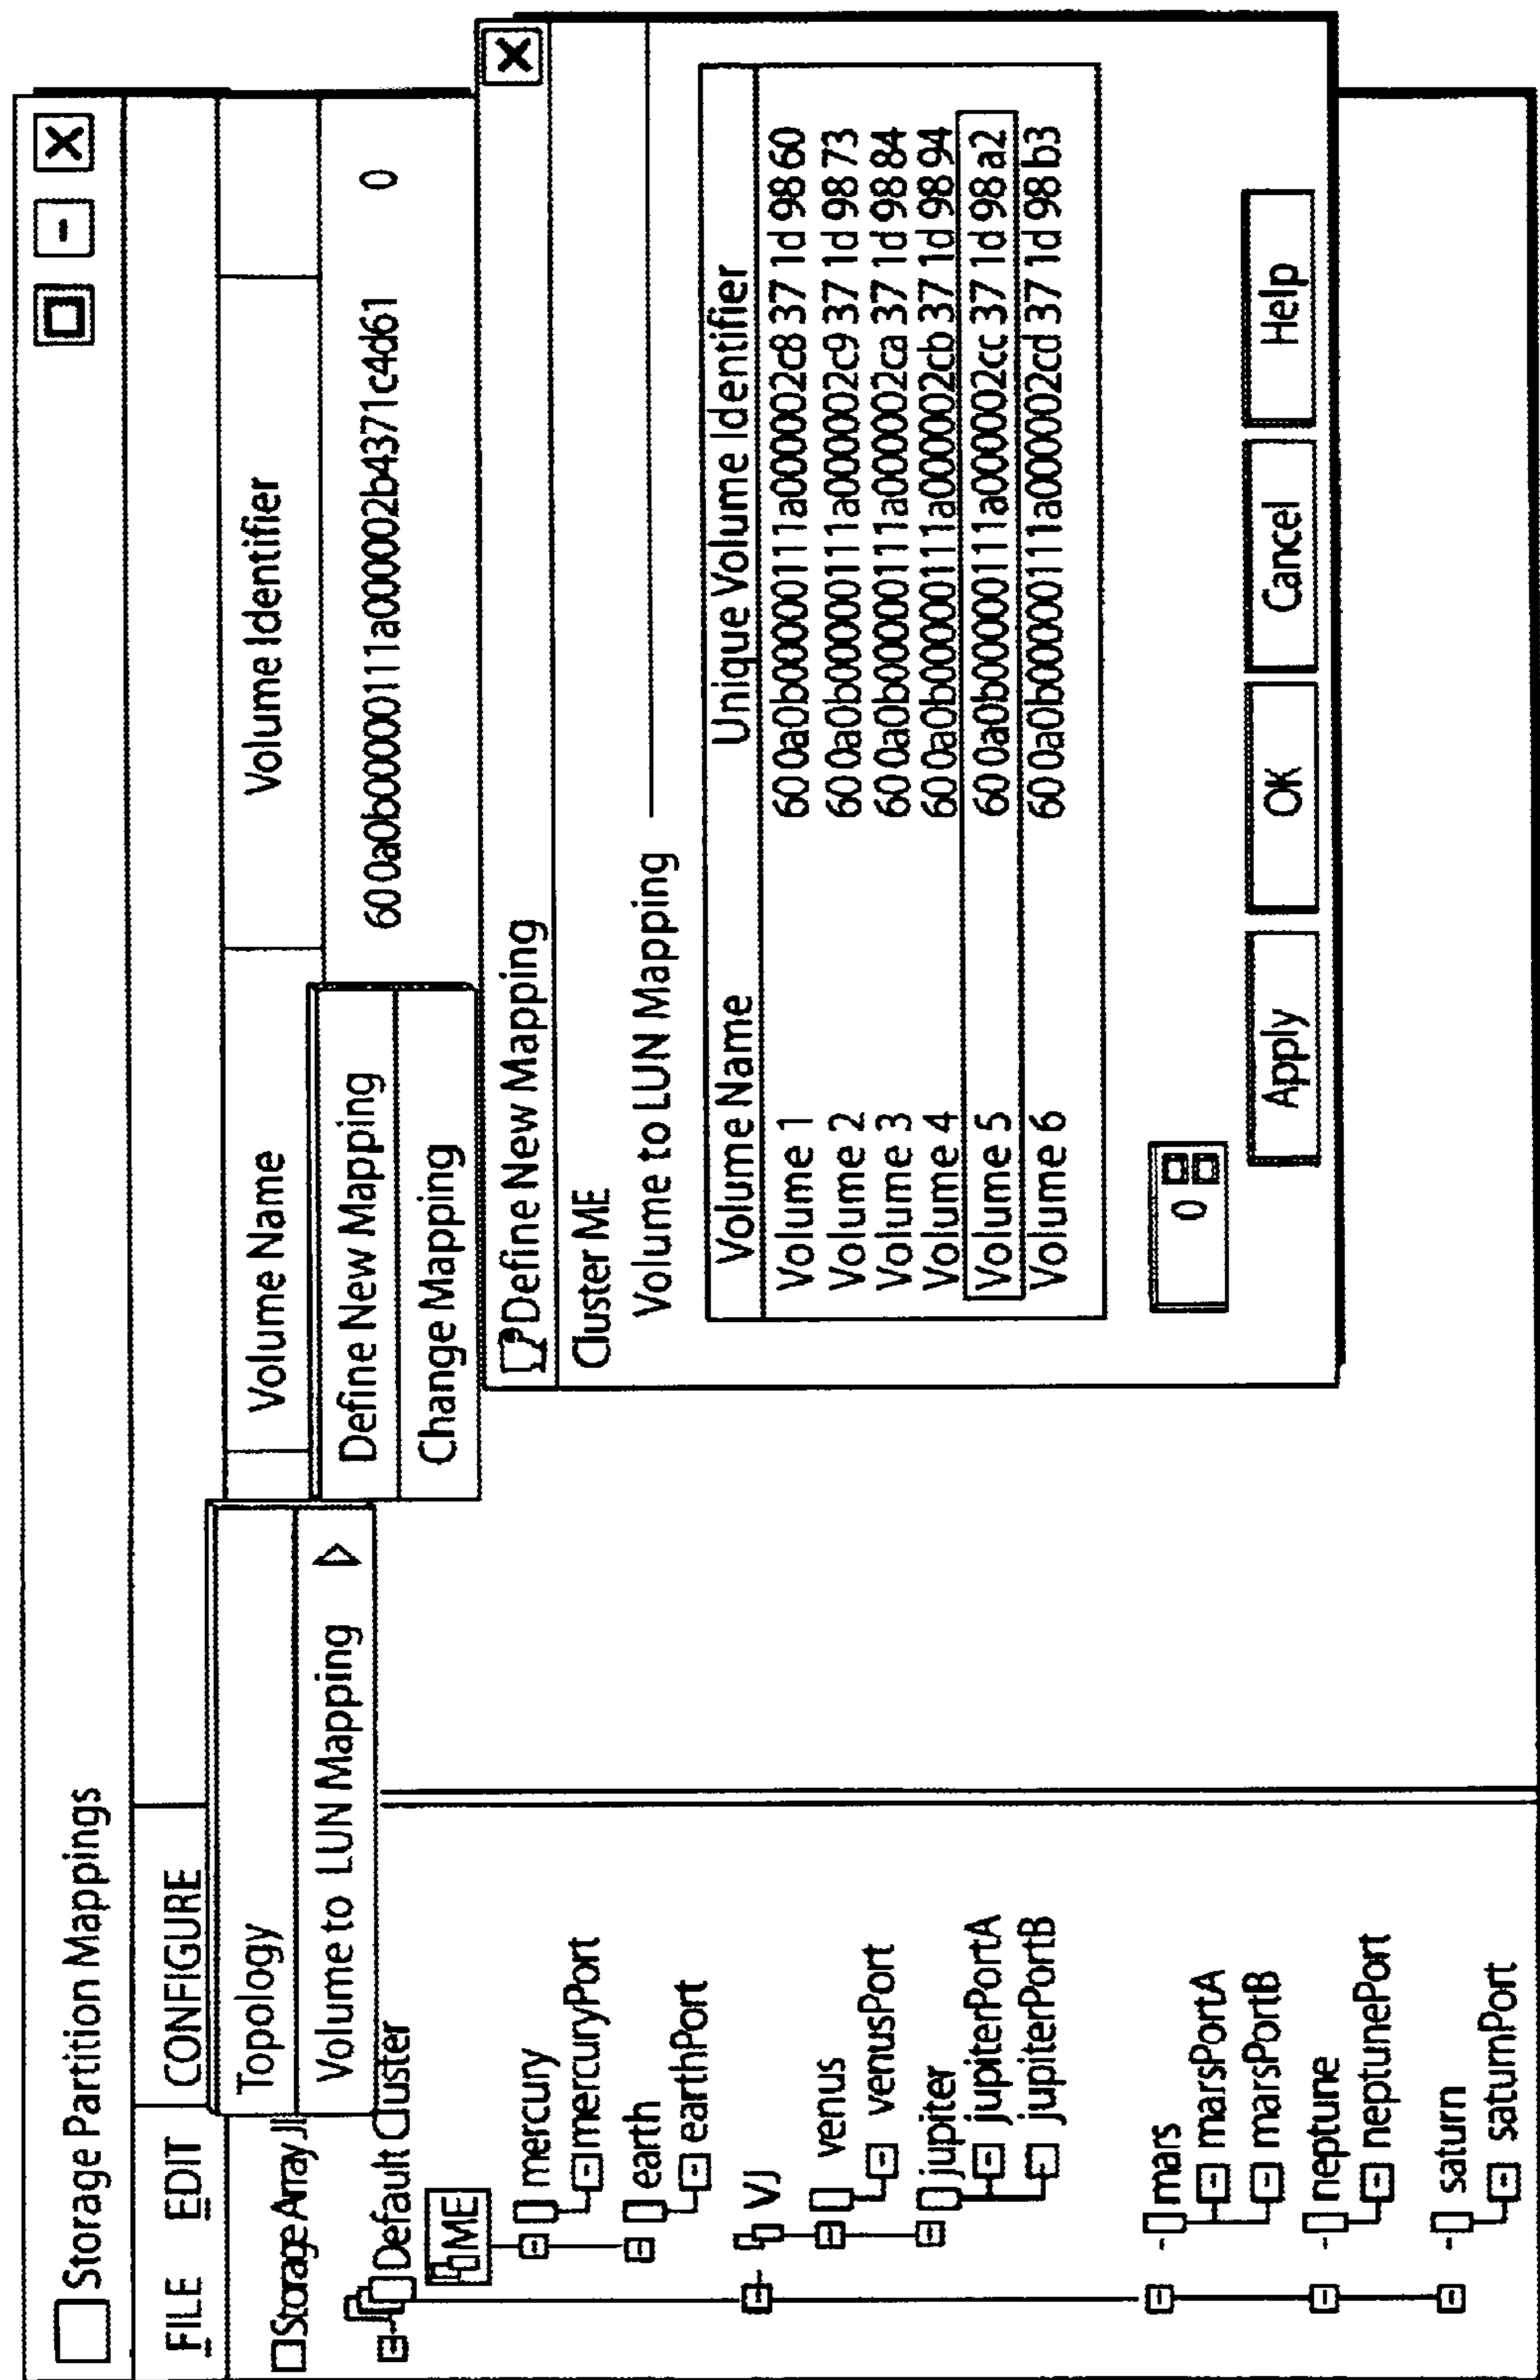 Storage Partition Mappings
FILE EDIT CONFIGURE
Topology
Volume to LUN Mapping
Define New Mapping
Change Mapping
Volume Name Volume Identifier
60 0a0b00000111a000002b4371c4d61 0
Storage Array JJ
Default Cluster
ME
mercury
mercuryPort
earth
earthPort
VJ
venus
venusPort
jupiter
jupiterPortA
jupiterPortB
mars
marsPortA
marsPortB
neptune
neptunePort
saturn
saturnPort
Define New Mapping
Cluster ME
Volume to LUN Mapping
Volume Name Unique Volume Identifier
Volume 1 60 0a0b00000111a000002c8 37 1d 98 60
Volume 2 60 0a0b00000111a000002c9 37 1d 98 73
Volume 3 60 0a0b00000111a000002ca 37 1d 98 84
Volume 4 60 0a0b00000111a000002cb 37 1d 98 94
Volume 5 60 0a0b00000111a000002cc 37 1d 98 a2
Volume 6 60 0a0b00000111a000002cd 37 1d 98 b3
0
Apply OK Cancel Help